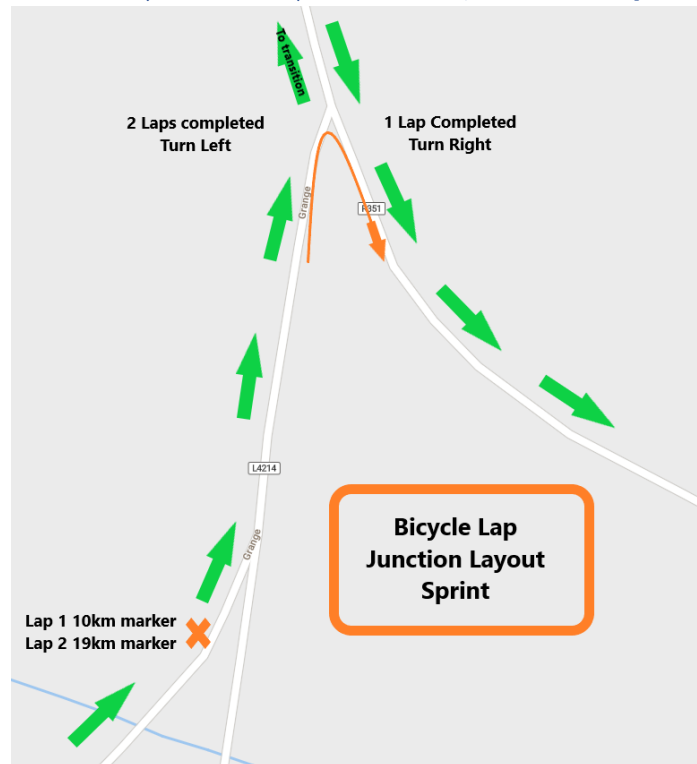 To transition
2 Laps completed
Turn Left
1 Lap Completed
Turn Right
Grange
R351
L4214
Grange
Bicycle Lap
Junction Layout
Sprint
Lap 1 10km marker
Lap 2 19km marker